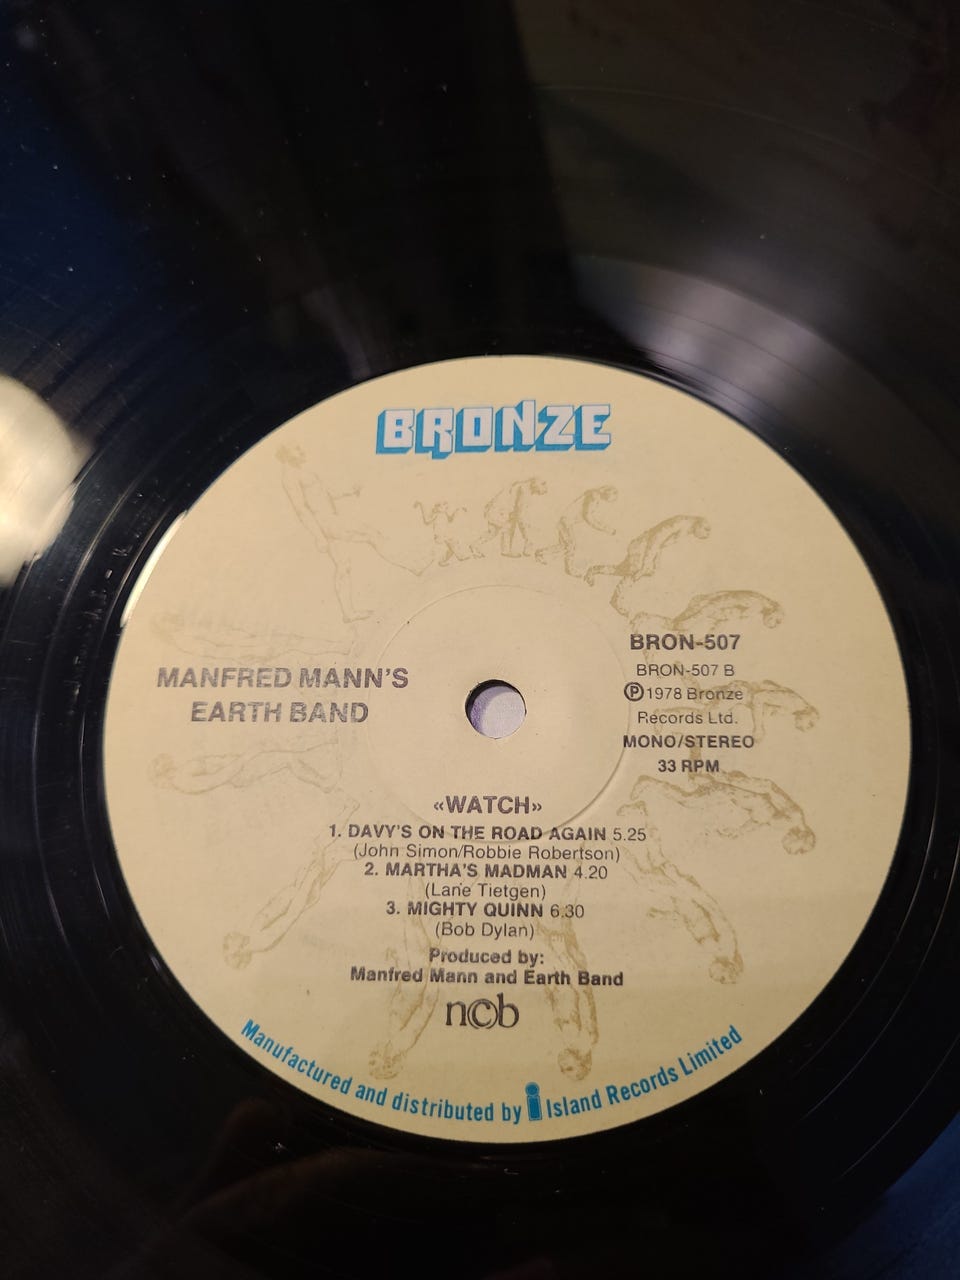 BRONZE
MANFRED MANN'S
EARTH BAND
BRON-507
BRON-507 B
Ⓟ1978 Bronze
Records Ltd.
MONO/STEREO
33 RPM
«WATCH»
1. DAVY'S ON THE ROAD AGAIN 5.25
(John Simon/Robbie Robertson)
2. MARTHA'S MADMAN 4.20
(Lane Tietgen)
3. MIGHTY QUINN 6.30
(Bob Dylan)
Produced by:
Manfred Mann and Earth Band
n©b
Manufactured and distributed by i Island Records Limited